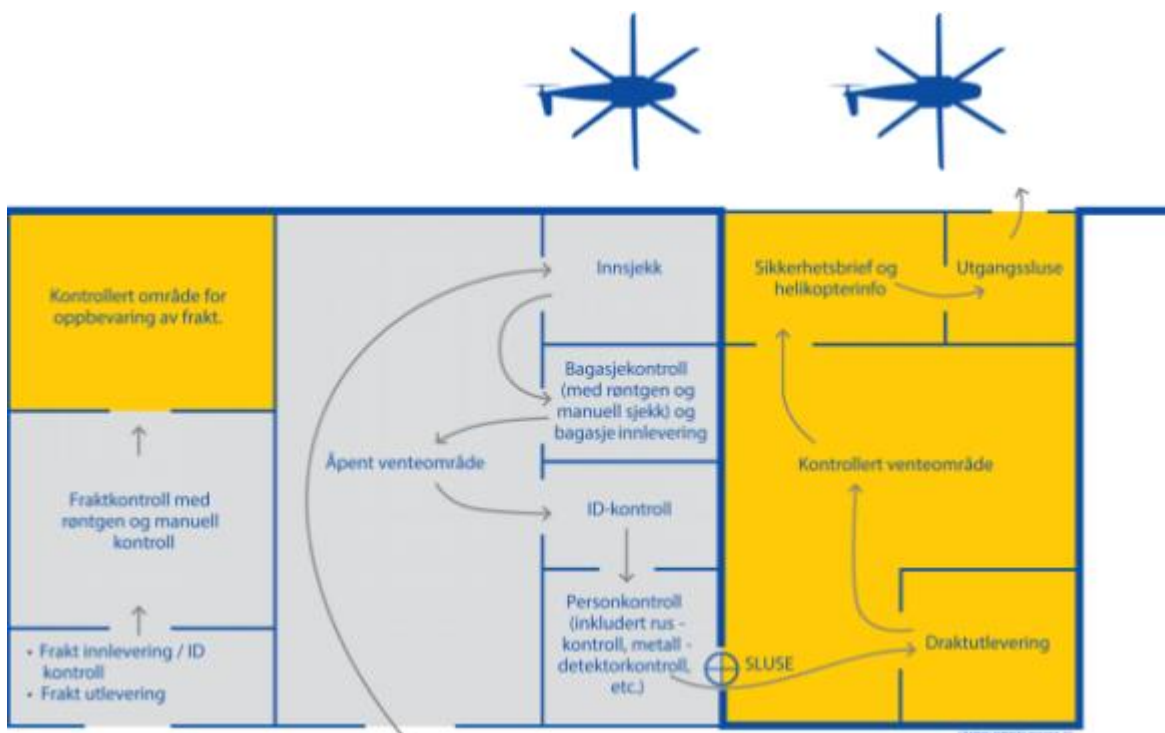 Kontrollert område for
oppbevaring av frakt.
Fraktkontroll med
røntgen og manuell
kontroll
• Frakt innlevering / ID
kontroll
• Frakt utlevering
Åpent venteområde
Innsjekk
Bagasjekontroll
(med røntgen og
manuell sjekk) og
bagasje innlevering
ID-kontroll
Personkontroll
(inkludert rus -
kontroll, metall -
detektorkontroll,
etc.)
SLUSE
Draktutlevering
Kontrollert venteområde
Sikkerhetsbrief og
helikopterinfo
Utgangssluse